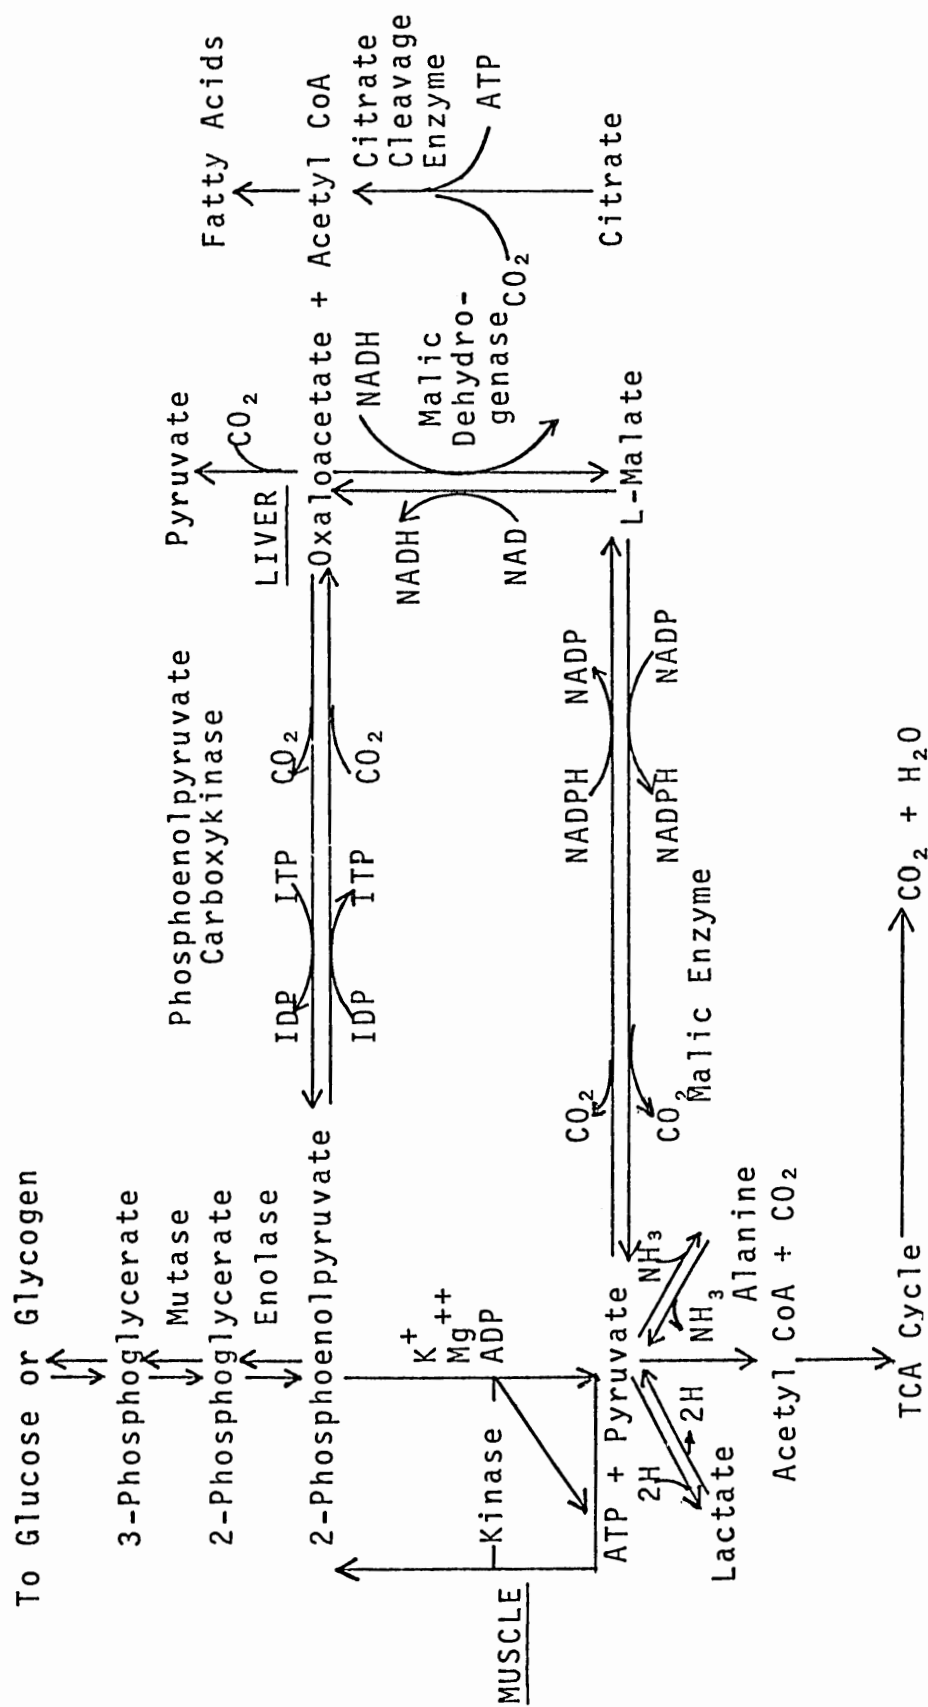 To Glucose or Glycogen
3-Phosphoglycerate
Mutase
2-Phosphoglycerate
Enolase
2-Phosphoenolpyruvate
K+
Mg++
ADP
Kinase
MUSCLE
ATP + Pyruvate
2H
2H
Lactate
NH3
NH3
Alanine
Acetyl CoA + CO2
TCA Cycle
CO2 + H2O
Phosphoenolpyruvate
Carboxykinase
IDP
ITP
CO2
IDP
ITP
CO2
CO2
NADPH
NADP
CO2
NADPH
NADP
Malic Enzyme
Pyruvate
CO2
LIVER
Oxaloacetate + Acetyl CoA
Fatty Acids
NADH
NAD
NADH
Malic
Dehydro-
genase
L-Malate
Citrate
Cleavage
Enzyme
ATP
CO2
Citrate